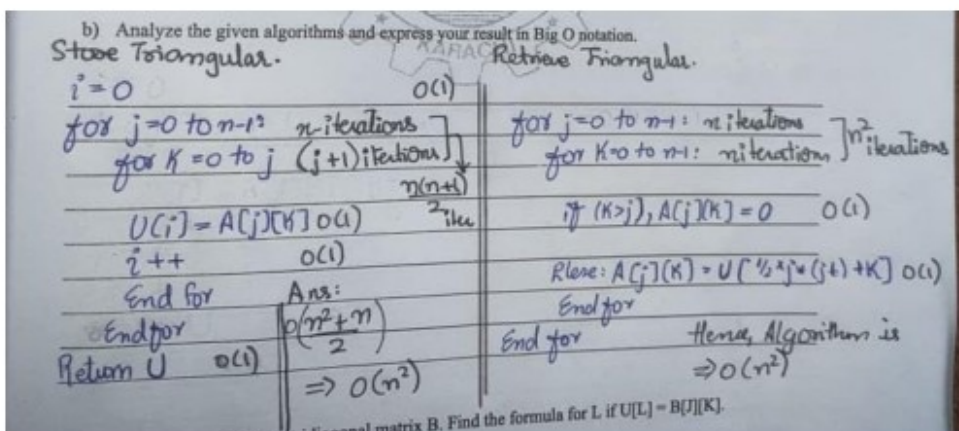 b) Analyze the given algorithms and express your result in Big O notation.
Store Triangular.
i=0 O(1)
for j=0 to n-1: n-iterations
for K=0 to j (j+1) iterations
n(n+1)
2 iter
U[i] = A[j][K] O(1)
i++ O(1)
End for
End for
Return U O(1)
Ans:
O(n²+n
2)
⇒ O(n²)
KARAC
Retrieve Triangular.
for j=0 to n-1: n iterations
for K=0 to n-1: n iterations
n² iterations
if (K>j), A[j][K] = 0 O(1)
A[j][K] = U[½*j*(j+) +K] O(1)
End for
End for
Hence, Algorithm is
⇒ O(n²)
matrix B. Find the formula for L if U[L] = B[J][K].